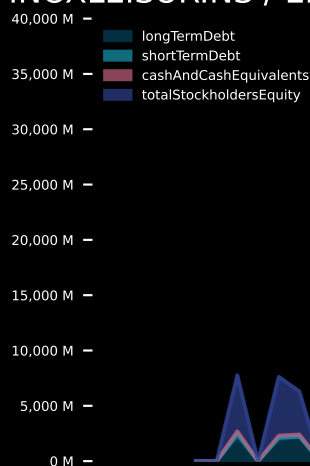 40,000 M
longTermDebt
shortTermDebt
35,000 M
cashAndCashEquivalents
totalStockholdersEquity
30,000 M
25,000 M
20,000 M
15,000 M
10,000 M
5,000 M
0 M